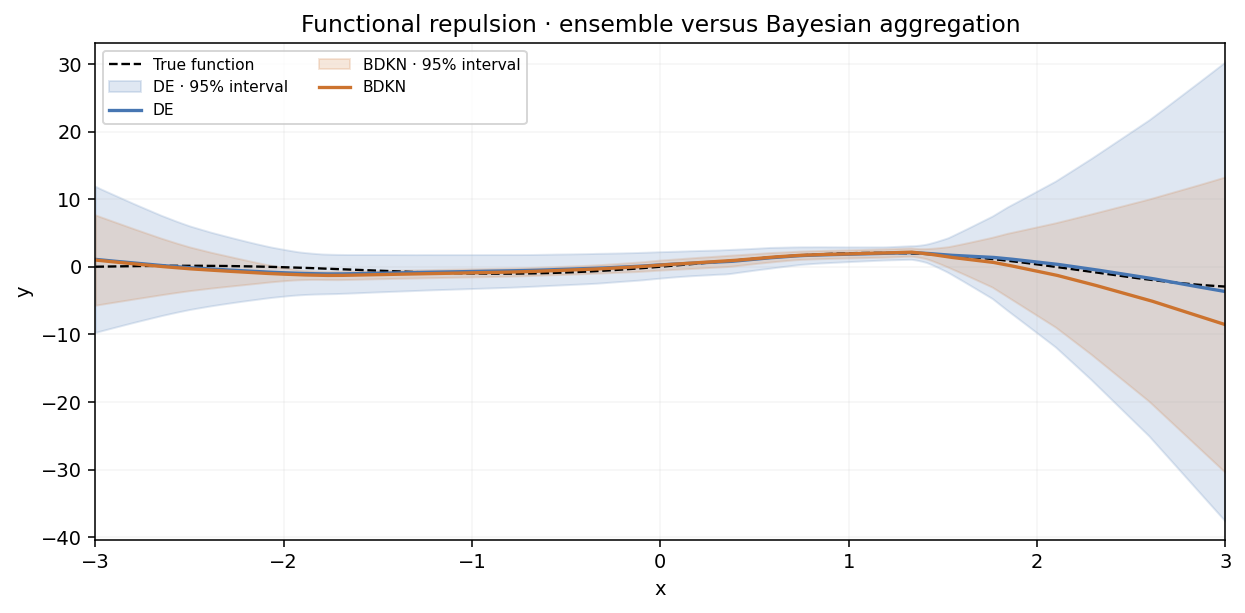 Functional repulsion · ensemble versus Bayesian aggregation
True function
DE · 95% interval
DE
BDKN · 95% interval
BDKN
30
20
10
0
−10
−20
−30
−40
y
−3
−2
−1
0
1
2
3
x